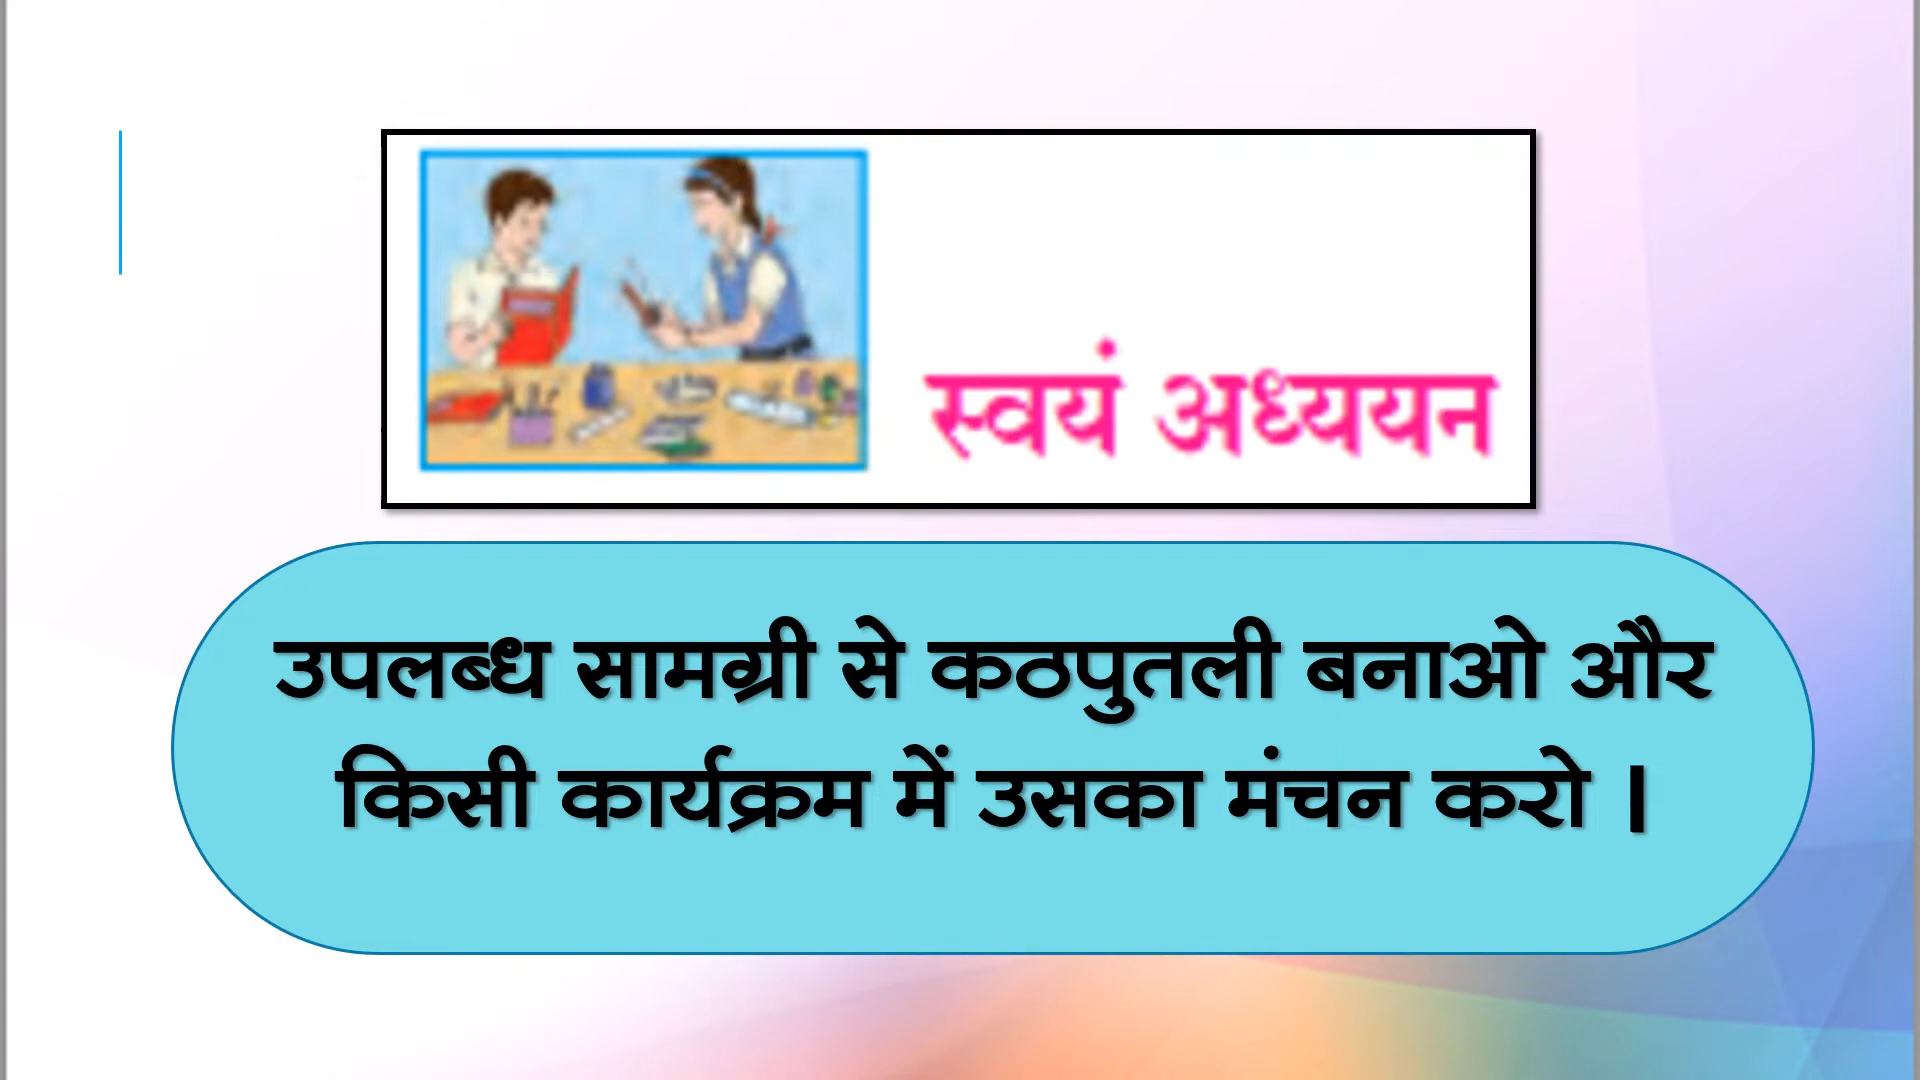 स्वयं अध्ययन
उपलब्ध सामग्री से कठपुतली बनाओ और
किसी कार्यक्रम में उसका मंचन करो ।